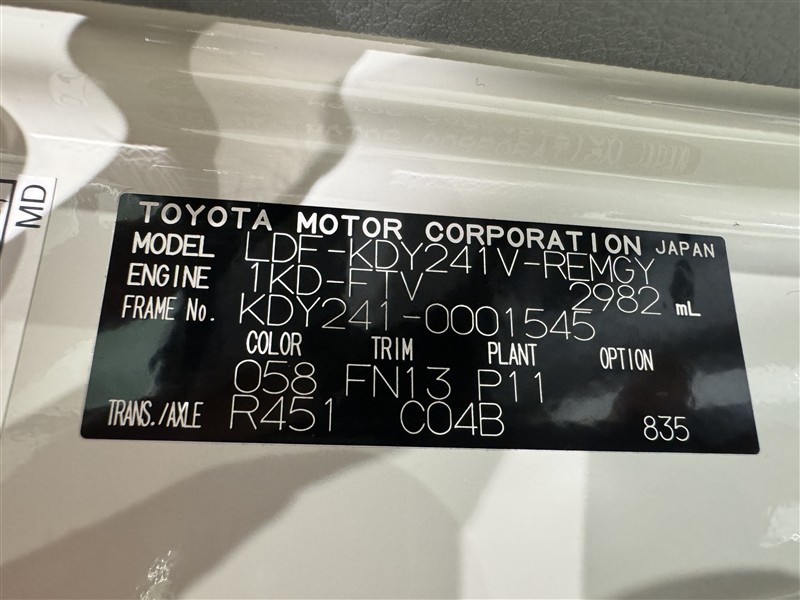 MD
TOYOTA MOTOR CORPORATION JAPAN
MODEL LDF-KDY241V-REMGY
ENGINE 1KD-FTV 2982 mL
FRAME No. KDY241-0001545
COLOR TRIM PLANT OPTION
058 FN13 P11
TRANS./AXLE R451 C04B 835